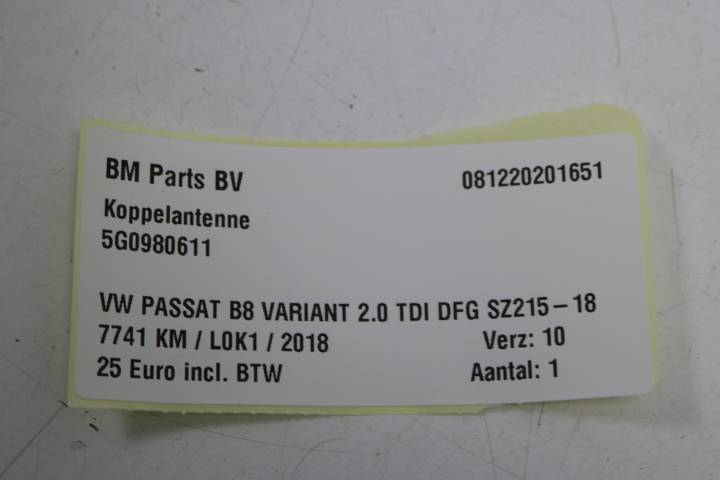 BM Parts BV 081220201651
Koppelantenne
5G0980611
VW PASSAT B8 VARIANT 2.0 TDI DFG SZ215-18
7741 KM / L0K1 / 2018 Verz: 10
25 Euro incl. BTW Aantal: 1